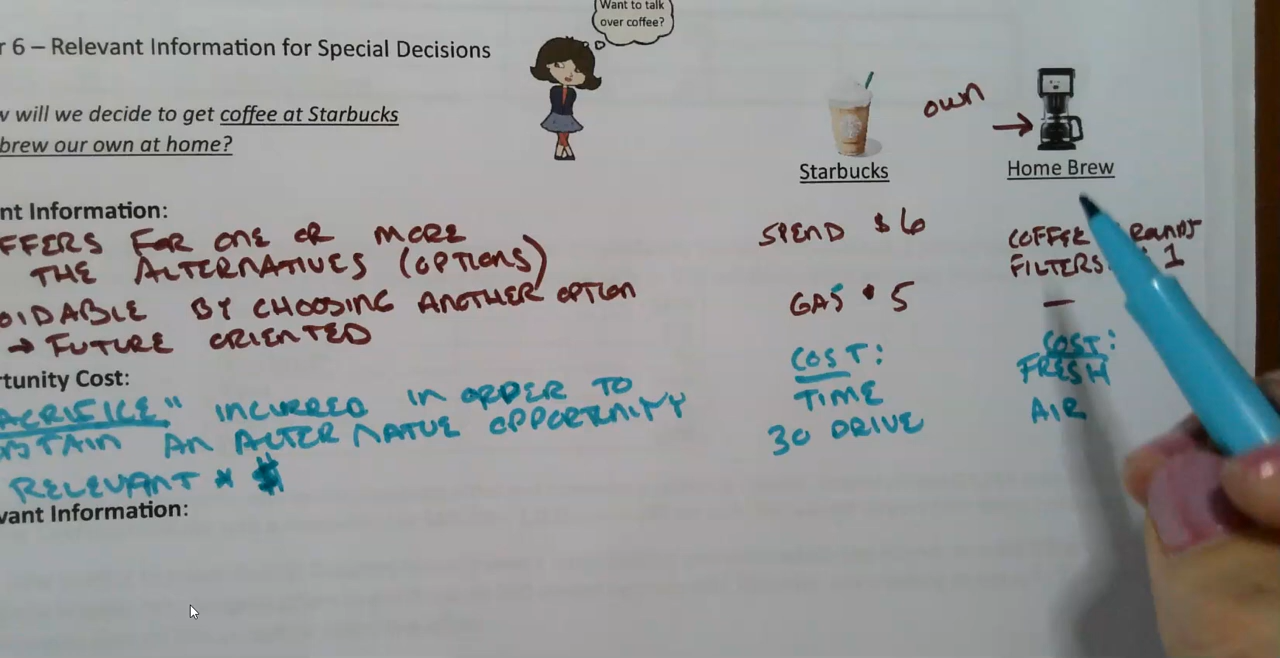 Want to talk
over coffee?
r 6 – Relevant Information for Special Decisions
w will we decide to get coffee at Starbucks
brew our own at home?
own
Starbucks
Home Brew
nt Information:
FFERS FOR ONE OR MORE
THE ALTERNATIVES (OPTIONS)
OIDABLE BY CHOOSING ANOTHER OPTION
→ FUTURE ORIENTED
SPEND $6
GAS $5
COFFEE
FILTERS 1
—
rtunity Cost:
ACRIFICE" INCURRED IN ORDER TO
TAIN AN ALTERNATIVE OPPORTUNITY
RELEVANT * $
COST:
TIME
30 DRIVE
COST:
FRESH
AIR
vant Information: